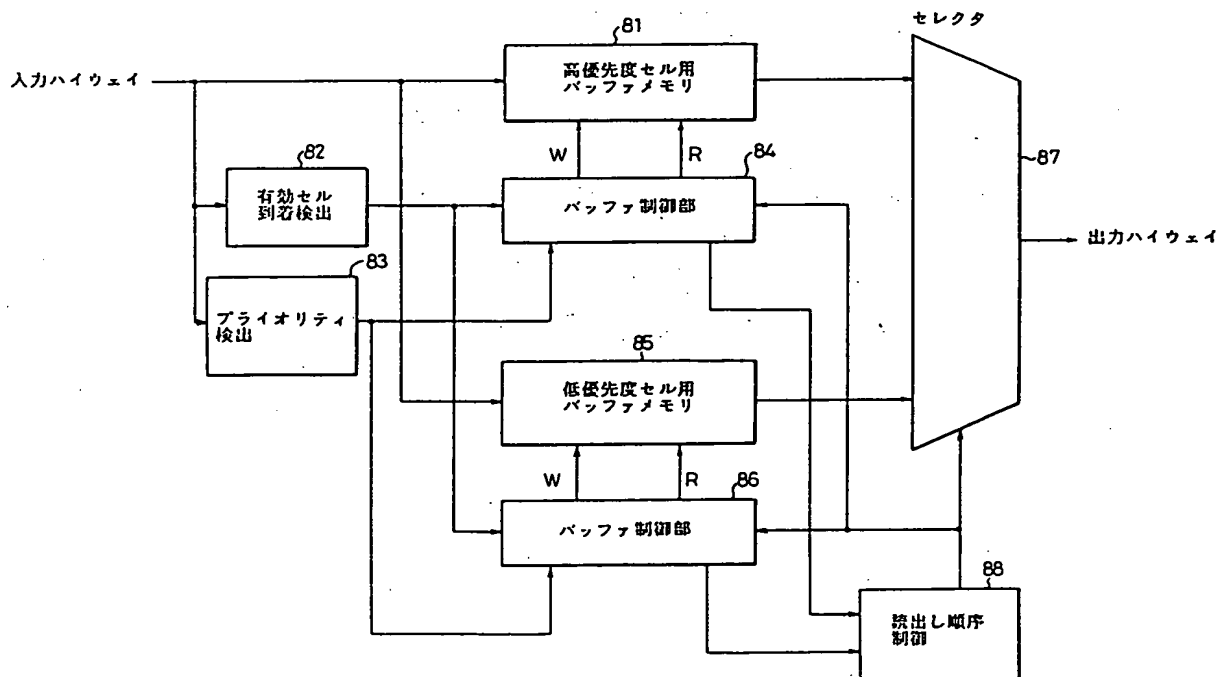 セレクタ
81
入力ハイウェイ
高優先度セル用
バッファメモリ
82
W
R
84
87
有効セル
到着検出
バッファ制御部
出力ハイウェイ
83
プライオリティ
検出
85
低優先度セル用
バッファメモリ
W
R
86
バッファ制御部
88
読出し順序
制御